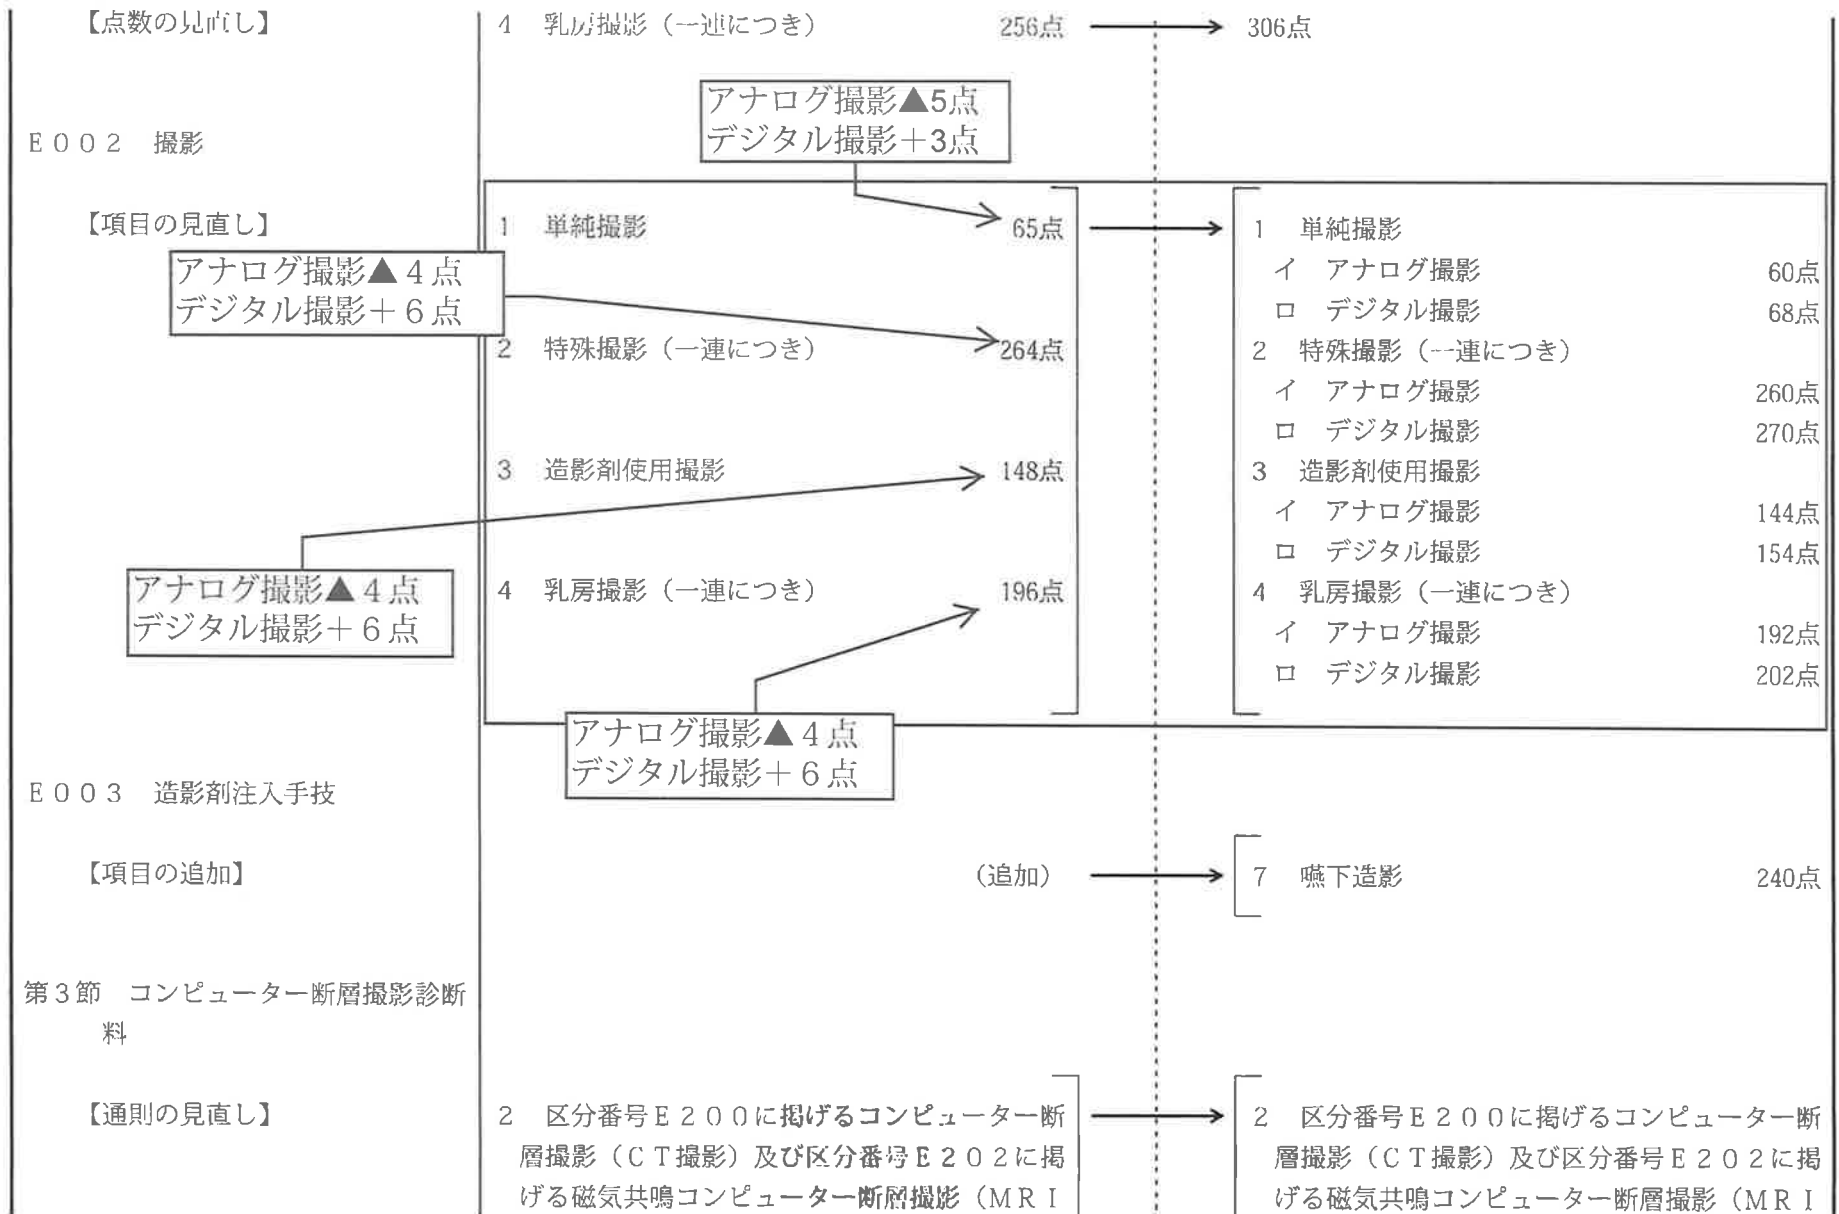 【点数の見直し】
4 乳房撮影（一連につき） 256点 → 306点
アナログ撮影▲5点
デジタル撮影＋3点
Ｅ００２ 撮影
【項目の見直し】
1 単純撮影 65点 →
アナログ撮影▲４点
デジタル撮影＋６点
2 特殊撮影（一連につき） 264点
3 造影剤使用撮影 148点
アナログ撮影▲４点
デジタル撮影＋６点
4 乳房撮影（一連につき） 196点
アナログ撮影▲４点
デジタル撮影＋６点
1 単純撮影
イ アナログ撮影 60点
ロ デジタル撮影 68点
2 特殊撮影（一連につき）
イ アナログ撮影 260点
ロ デジタル撮影 270点
3 造影剤使用撮影
イ アナログ撮影 144点
ロ デジタル撮影 154点
4 乳房撮影（一連につき）
イ アナログ撮影 192点
ロ デジタル撮影 202点
Ｅ００３ 造影剤注入手技
【項目の追加】
（追加） → 7 嚥下造影 240点
第３節 コンピューター断層撮影診断
料
【通則の見直し】
2 区分番号Ｅ２００に掲げるコンピューター断
層撮影（ＣＴ撮影）及び区分番号Ｅ２０２に掲
げる磁気共鳴コンピューター断層撮影（ＭＲＩ
→
2 区分番号Ｅ２００に掲げるコンピューター断
層撮影（ＣＴ撮影）及び区分番号Ｅ２０２に掲
げる磁気共鳴コンピューター断層撮影（ＭＲＩ